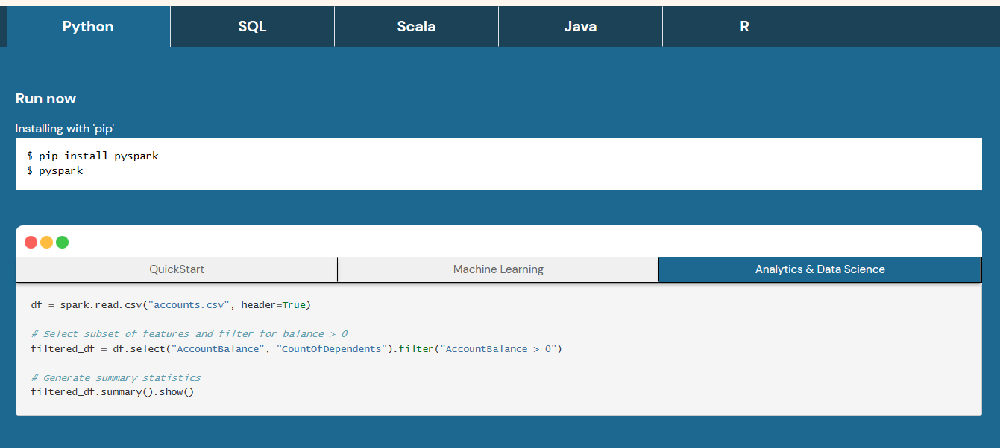 Python SQL Scala Java R
Run now
Installing with 'pip'
$ pip install pyspark
$ pyspark
QuickStart Machine Learning Analytics & Data Science
df = spark.read.csv("accounts.csv", header=True)
# Select subset of features and filter for balance > 0
filtered_df = df.select("AccountBalance", "CountOfDependents").filter("AccountBalance > 0")
# Generate summary statistics
filtered_df.summary().show()